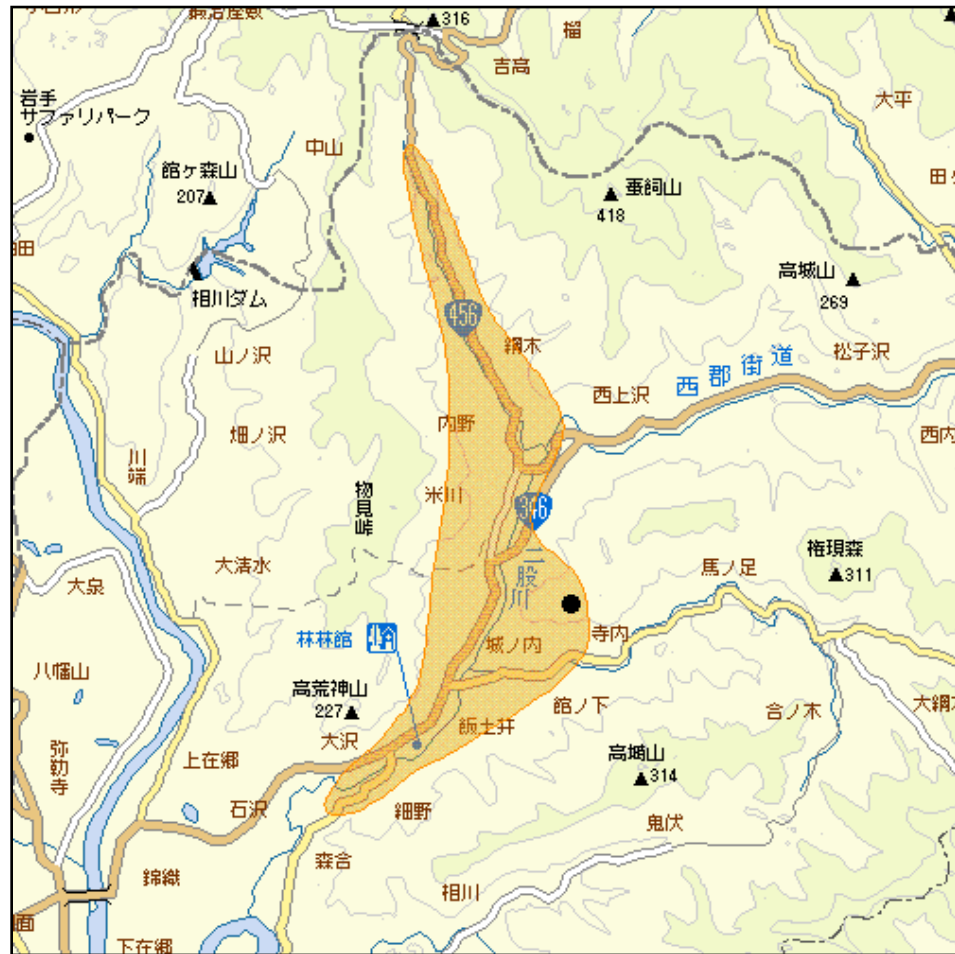 316
榴
吉高
大平
岩手
サファリパーク
中山
館ヶ森山
207
蚕飼山
418
高城山
269
相川ダム
456
綱木
山ノ沢
松子沢
西郡街道
西上沢
内野
畑ノ沢
西内
川端
米川
物見峠
346
大清水
権現森
311
大泉
二股川
馬ノ足
林林館
城ノ内
寺内
八幡山
高荒神山
227
館ノ下
合ノ木
飯土井
大沢
弥勒寺
上在郷
314
石沢
細野
鬼伏
森合
錦織
相川
下在郷